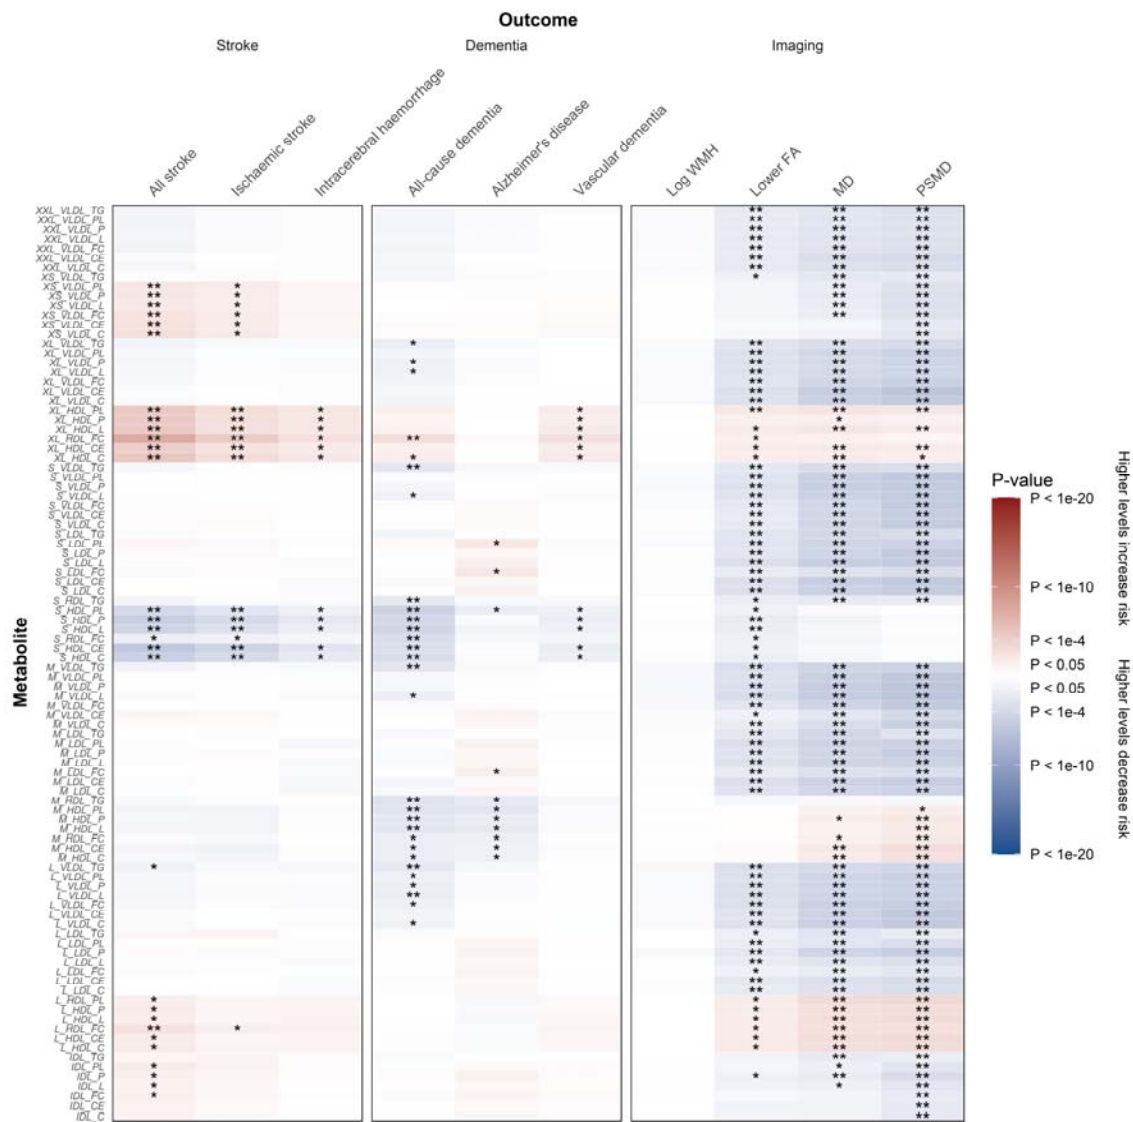 Outcome
Stroke
Dementia
Imaging
All stroke
Ischaemic stroke
Intracerebral haemorrhage
All-cause dementia
Alzheimer's disease
Vascular dementia
Log WMH
Lower FA
MD
PSMD
Metabolite
XXL_VLDL_TG
XXL_VLDL_PL
XXL_VLDL_P
XXL_VLDL_L
XXL_VLDL_FC
XXL_VLDL_CE
XXL_VLDL_C
XS_VLDL_TG
XS_VLDL_PL
XS_VLDL_P
XS_VLDL_L
XS_VLDL_FC
XS_VLDL_CE
XS_VLDL_C
XL_VLDL_TG
XL_VLDL_PL
XL_VLDL_P
XL_VLDL_L
XL_VLDL_FC
XL_VLDL_CE
XL_VLDL_C
XL_HDL_PL
XL_HDL_P
XL_HDL_L
XL_HDL_FC
XL_HDL_CE
XL_HDL_C
S_VLDL_TG
S_VLDL_PL
S_VLDL_P
S_VLDL_L
S_VLDL_FC
S_VLDL_CE
S_VLDL_C
S_LDL_TG
S_LDL_PL
S_LDL_P
S_LDL_L
S_LDL_FC
S_LDL_CE
S_LDL_C
S_HDL_TG
S_HDL_PL
S_HDL_P
S_HDL_L
S_HDL_FC
S_HDL_CE
S_HDL_C
M_VLDL_TG
M_VLDL_PL
M_VLDL_P
M_VLDL_L
M_VLDL_FC
M_VLDL_CE
M_VLDL_C
M_LDL_TG
M_LDL_PL
M_LDL_P
M_LDL_L
M_LDL_FC
M_LDL_CE
M_LDL_C
M_HDL_TG
M_HDL_PL
M_HDL_P
M_HDL_L
M_HDL_FC
M_HDL_CE
M_HDL_C
L_VLDL_TG
L_VLDL_PL
L_VLDL_P
L_VLDL_L
L_VLDL_FC
L_VLDL_CE
L_VLDL_C
L_LDL_TG
L_LDL_PL
L_LDL_P
L_LDL_L
L_LDL_FC
L_LDL_CE
L_LDL_C
L_HDL_PL
L_HDL_P
L_HDL_L
L_HDL_FC
L_HDL_CE
L_HDL_C
IDL_TG
IDL_PL
IDL_P
IDL_L
IDL_FC
IDL_CE
IDL_C
P-value
P < 1e-20
P < 1e-10
P < 1e-4
P < 0.05
P < 0.05
P < 1e-4
P < 1e-10
P < 1e-20
Higher levels increase risk
Higher levels decrease risk